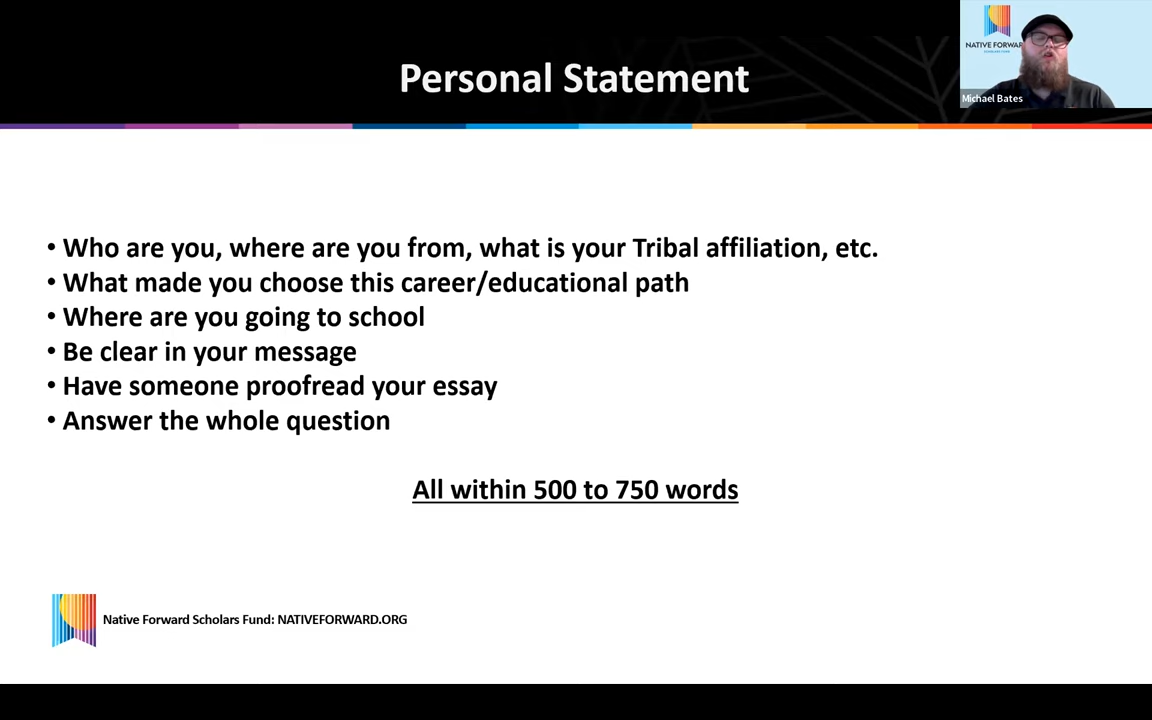 Personal Statement
NATIVE FORWAR
Michael Bates
• Who are you, where are you from, what is your Tribal affiliation, etc.
• What made you choose this career/educational path
• Where are you going to school
• Be clear in your message
• Have someone proofread your essay
• Answer the whole question
All within 500 to 750 words
Native Forward Scholars Fund: NATIVEFORWARD.ORG